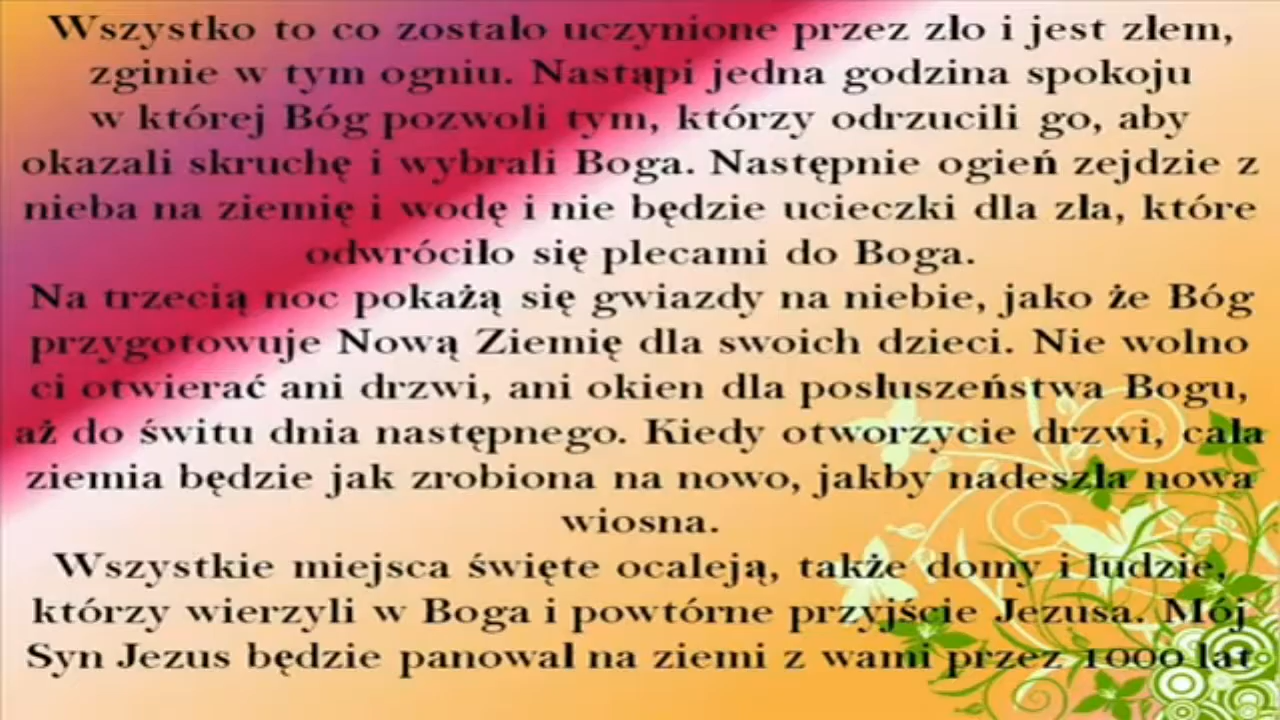 Wszystko to co zostało uczynione przez zło i jest złem,
zginie w tym ogniu. Nastąpi jedna godzina spokoju
w której Bóg pozwoli tym, którzy odrzucili go, aby
okazali skruchę i wybrali Boga. Następnie ogień zejdzie z
nieba na ziemię i wodę i nie będzie ucieczki dla zła, które
odwróciło się plecami do Boga.
Na trzecią noc pokażą się gwiazdy na niebie, jako że Bóg
przygotowuje Nową Ziemię dla swoich dzieci. Nie wolno
ci otwierać ani drzwi, ani okien dla posłuszeństwa Bogu,
aż do świtu dnia następnego. Kiedy otworzycie drzwi, cała
ziemia będzie jak zrobiona na nowo, jakby nadeszła nowa
wiosna.
Wszystkie miejsca święte ocaleją, także domy i ludzie,
którzy wierzyli w Boga i powtórne przyjście Jezusa. Mój
Syn Jezus będzie panował na ziemi z wami przez 1000 lat